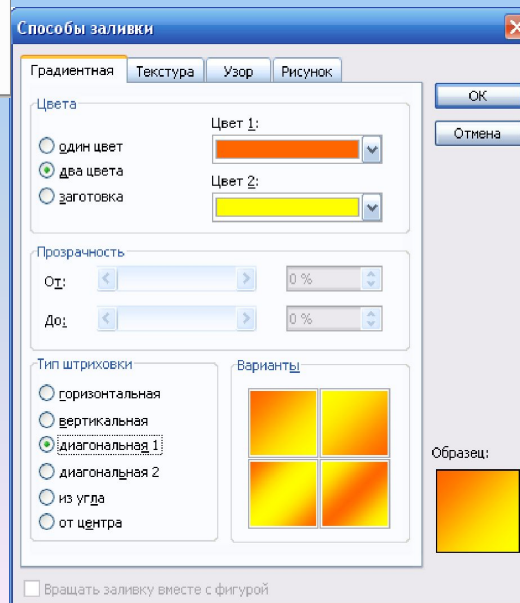 Способы заливки
Градиентная Текстура Узор Рисунок
ОК
Отмена
Цвета
один цвет
два цвета
заготовка
Цвет 1:
Цвет 2:
Прозрачность
От: 0 %
До: 0 %
Тип штриховки
горизонтальная
вертикальная
диагональная 1
диагональная 2
из угла
от центра
Варианты
Образец:
Вращать заливку вместе с фигурой